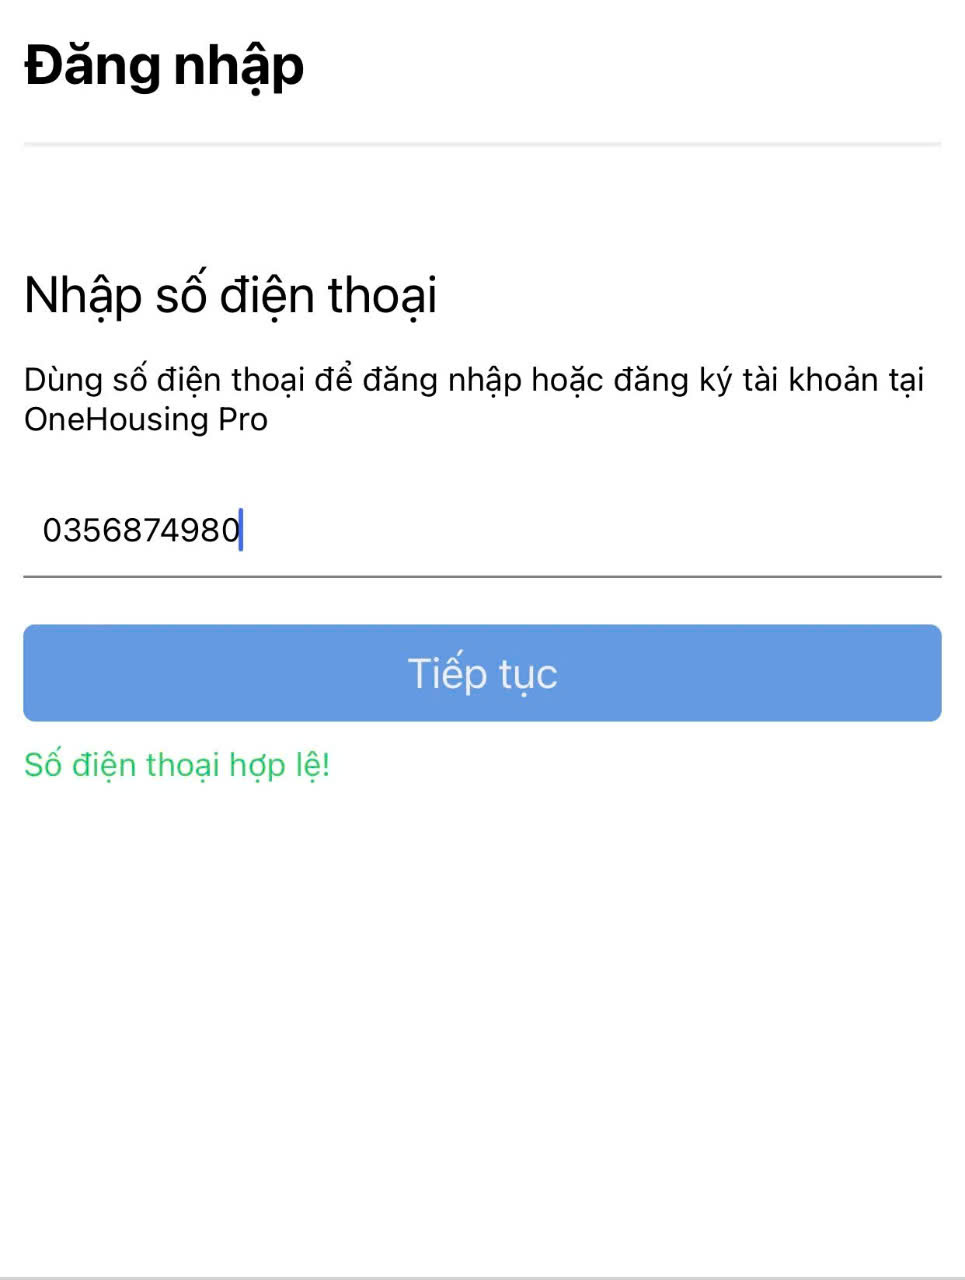 Đăng nhập
Nhập số điện thoại
Dùng số điện thoại để đăng nhập hoặc đăng ký tài khoản tại
OneHousing Pro
0356874980
Tiếp tục
Số điện thoại hợp lệ!